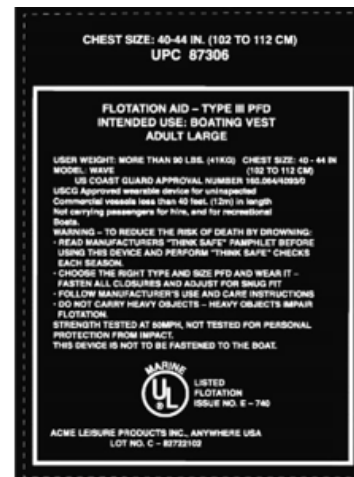 CHEST SIZE: 40-44 IN. (102 TO 112 CM)
UPC 87306
FLOTATION AID – TYPE III PFD
INTENDED USE: BOATING VEST
ADULT LARGE
USER WEIGHT: MORE THAN 90 LBS. (41KG) CHEST SIZE: 40 - 44 IN
MODEL: WAVE (102 TO 112 CM)
US COAST GUARD APPROVAL NUMBER 160.064/4093/0
USCG Approved wearable device for uninspected
Commercial vessels less than 40 feet. (12m) in length
Not carrying passengers for hire, and for recreational
Boats.
WARNING – TO REDUCE THE RISK OF DEATH BY DROWNING:
- READ MANUFACTURERS "THINK SAFE" PAMPHLET BEFORE
USING THIS DEVICE AND PERFORM "THINK SAFE" CHECKS
EACH SEASON.
- CHOOSE THE RIGHT TYPE AND SIZE PFD AND WEAR IT –
FASTEN ALL CLOSURES AND ADJUST FOR SNUG FIT
- FOLLOW MANUFACTURER'S USE AND CARE INSTRUCTIONS
- DO NOT CARRY HEAVY OBJECTS – HEAVY OBJECTS IMPAIR
FLOTATION.
STRENGTH TESTED AT 50MPH, NOT TESTED FOR PERSONAL
PROTECTION FROM IMPACT.
THIS DEVICE IS NOT TO BE FASTENED TO THE BOAT.
MARINE
UL
LISTED
FLOTATION
ISSUE NO. E – 740
ACME LEISURE PRODUCTS INC., ANYWHERE USA
LOT NO. C – 82722102